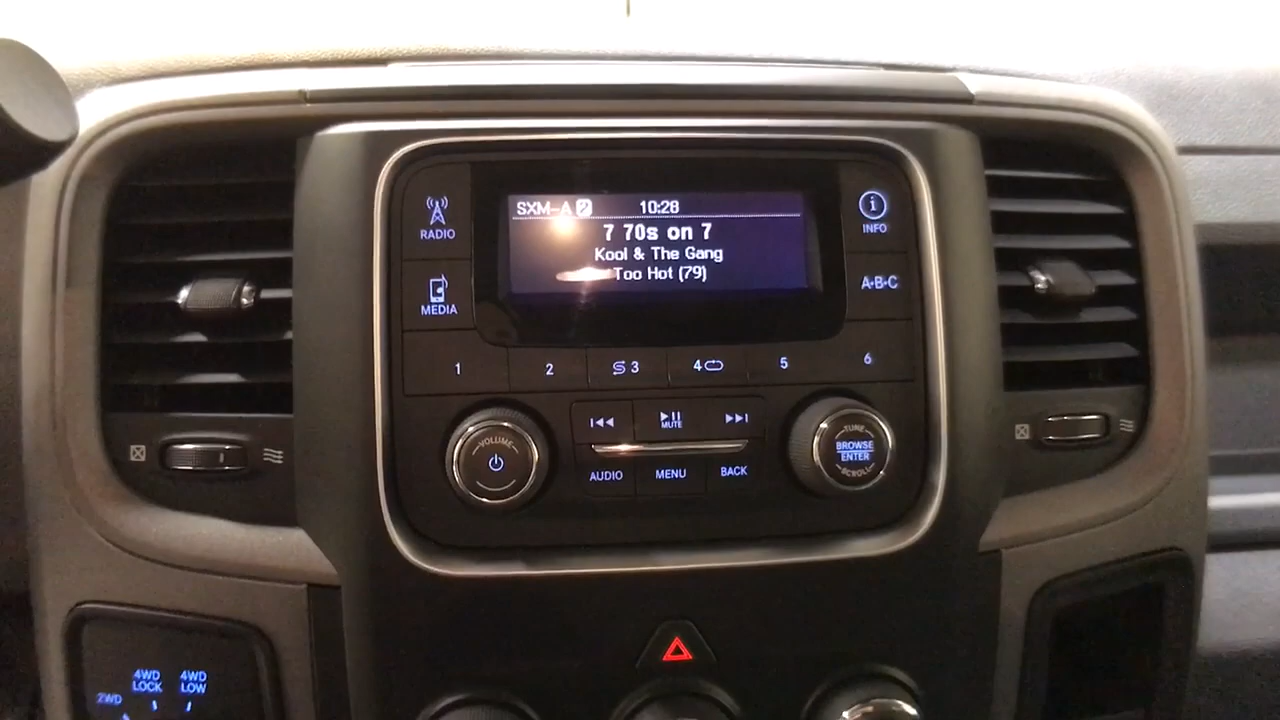 SXM-A 10:28
7 70s on 7
Kool & The Gang
Too Hot (79)
RADIO
MEDIA
INFO
A•B•C
1 2 3 4 5 6
VOLUME
MUTE
AUDIO MENU BACK
TUNE
BROWSE
ENTER
SCROLL
2WD
4WD
LOCK
4WD
LOW